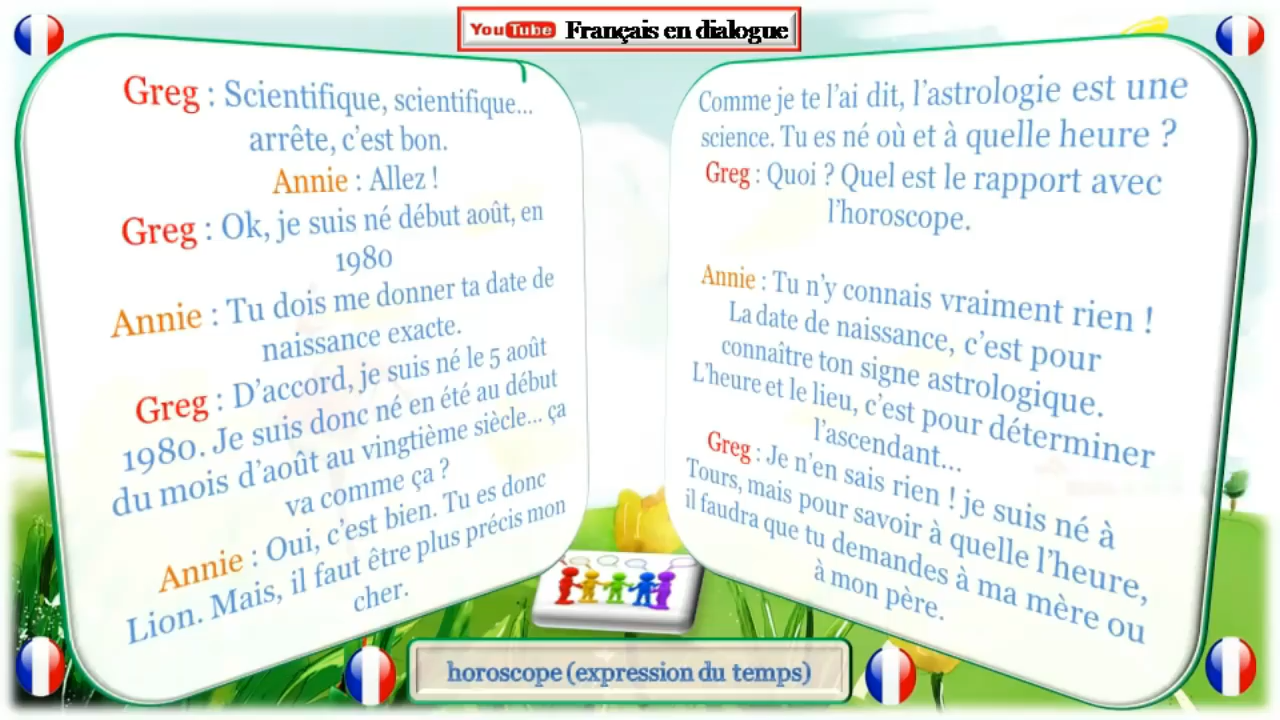 YouTube Français en dialogue
Greg : Scientifique, scientifique...
arrête, c'est bon.
Annie : Allez !
Greg : Ok, je suis né début août, en
1980
Annie : Tu dois me donner ta date de
naissance exacte.
Greg : D'accord, je suis né le 5 août
1980. Je suis donc né en été au début
du mois d'août au vingtième siècle... ça
va comme ça ?
Annie : Oui, c'est bien. Tu es donc
Lion. Mais, il faut être plus précis mon
cher.
Comme je te l'ai dit, l'astrologie est une
science. Tu es né où et à quelle heure ?
Greg : Quoi ? Quel est le rapport avec
l'horoscope.
Annie : Tu n'y connais vraiment rien !
La date de naissance, c'est pour
connaître ton signe astrologique.
L'heure et le lieu, c'est pour déterminer
l'ascendant...
Greg : Je n'en sais rien ! je suis né à
Tours, mais pour savoir à quelle l'heure,
il faudra que tu demandes à ma mère ou
à mon père.
horoscope (expression du temps)